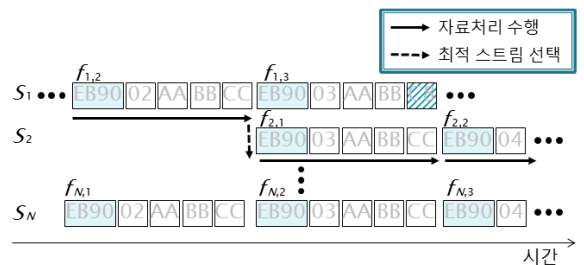 자료처리 수행
최적 스트림 선택
f1,2 f1,3
S1 ••• EB90 02 AA BB CC EB90 03 AA BB •••
f2,1 f2,2
S2 EB90 03 AA BB CC EB90 04 •••
fN,1 fN,2 fN,3
SN EB90 02 AA BB CC EB90 03 AA BB CC EB90 04 •••
시간